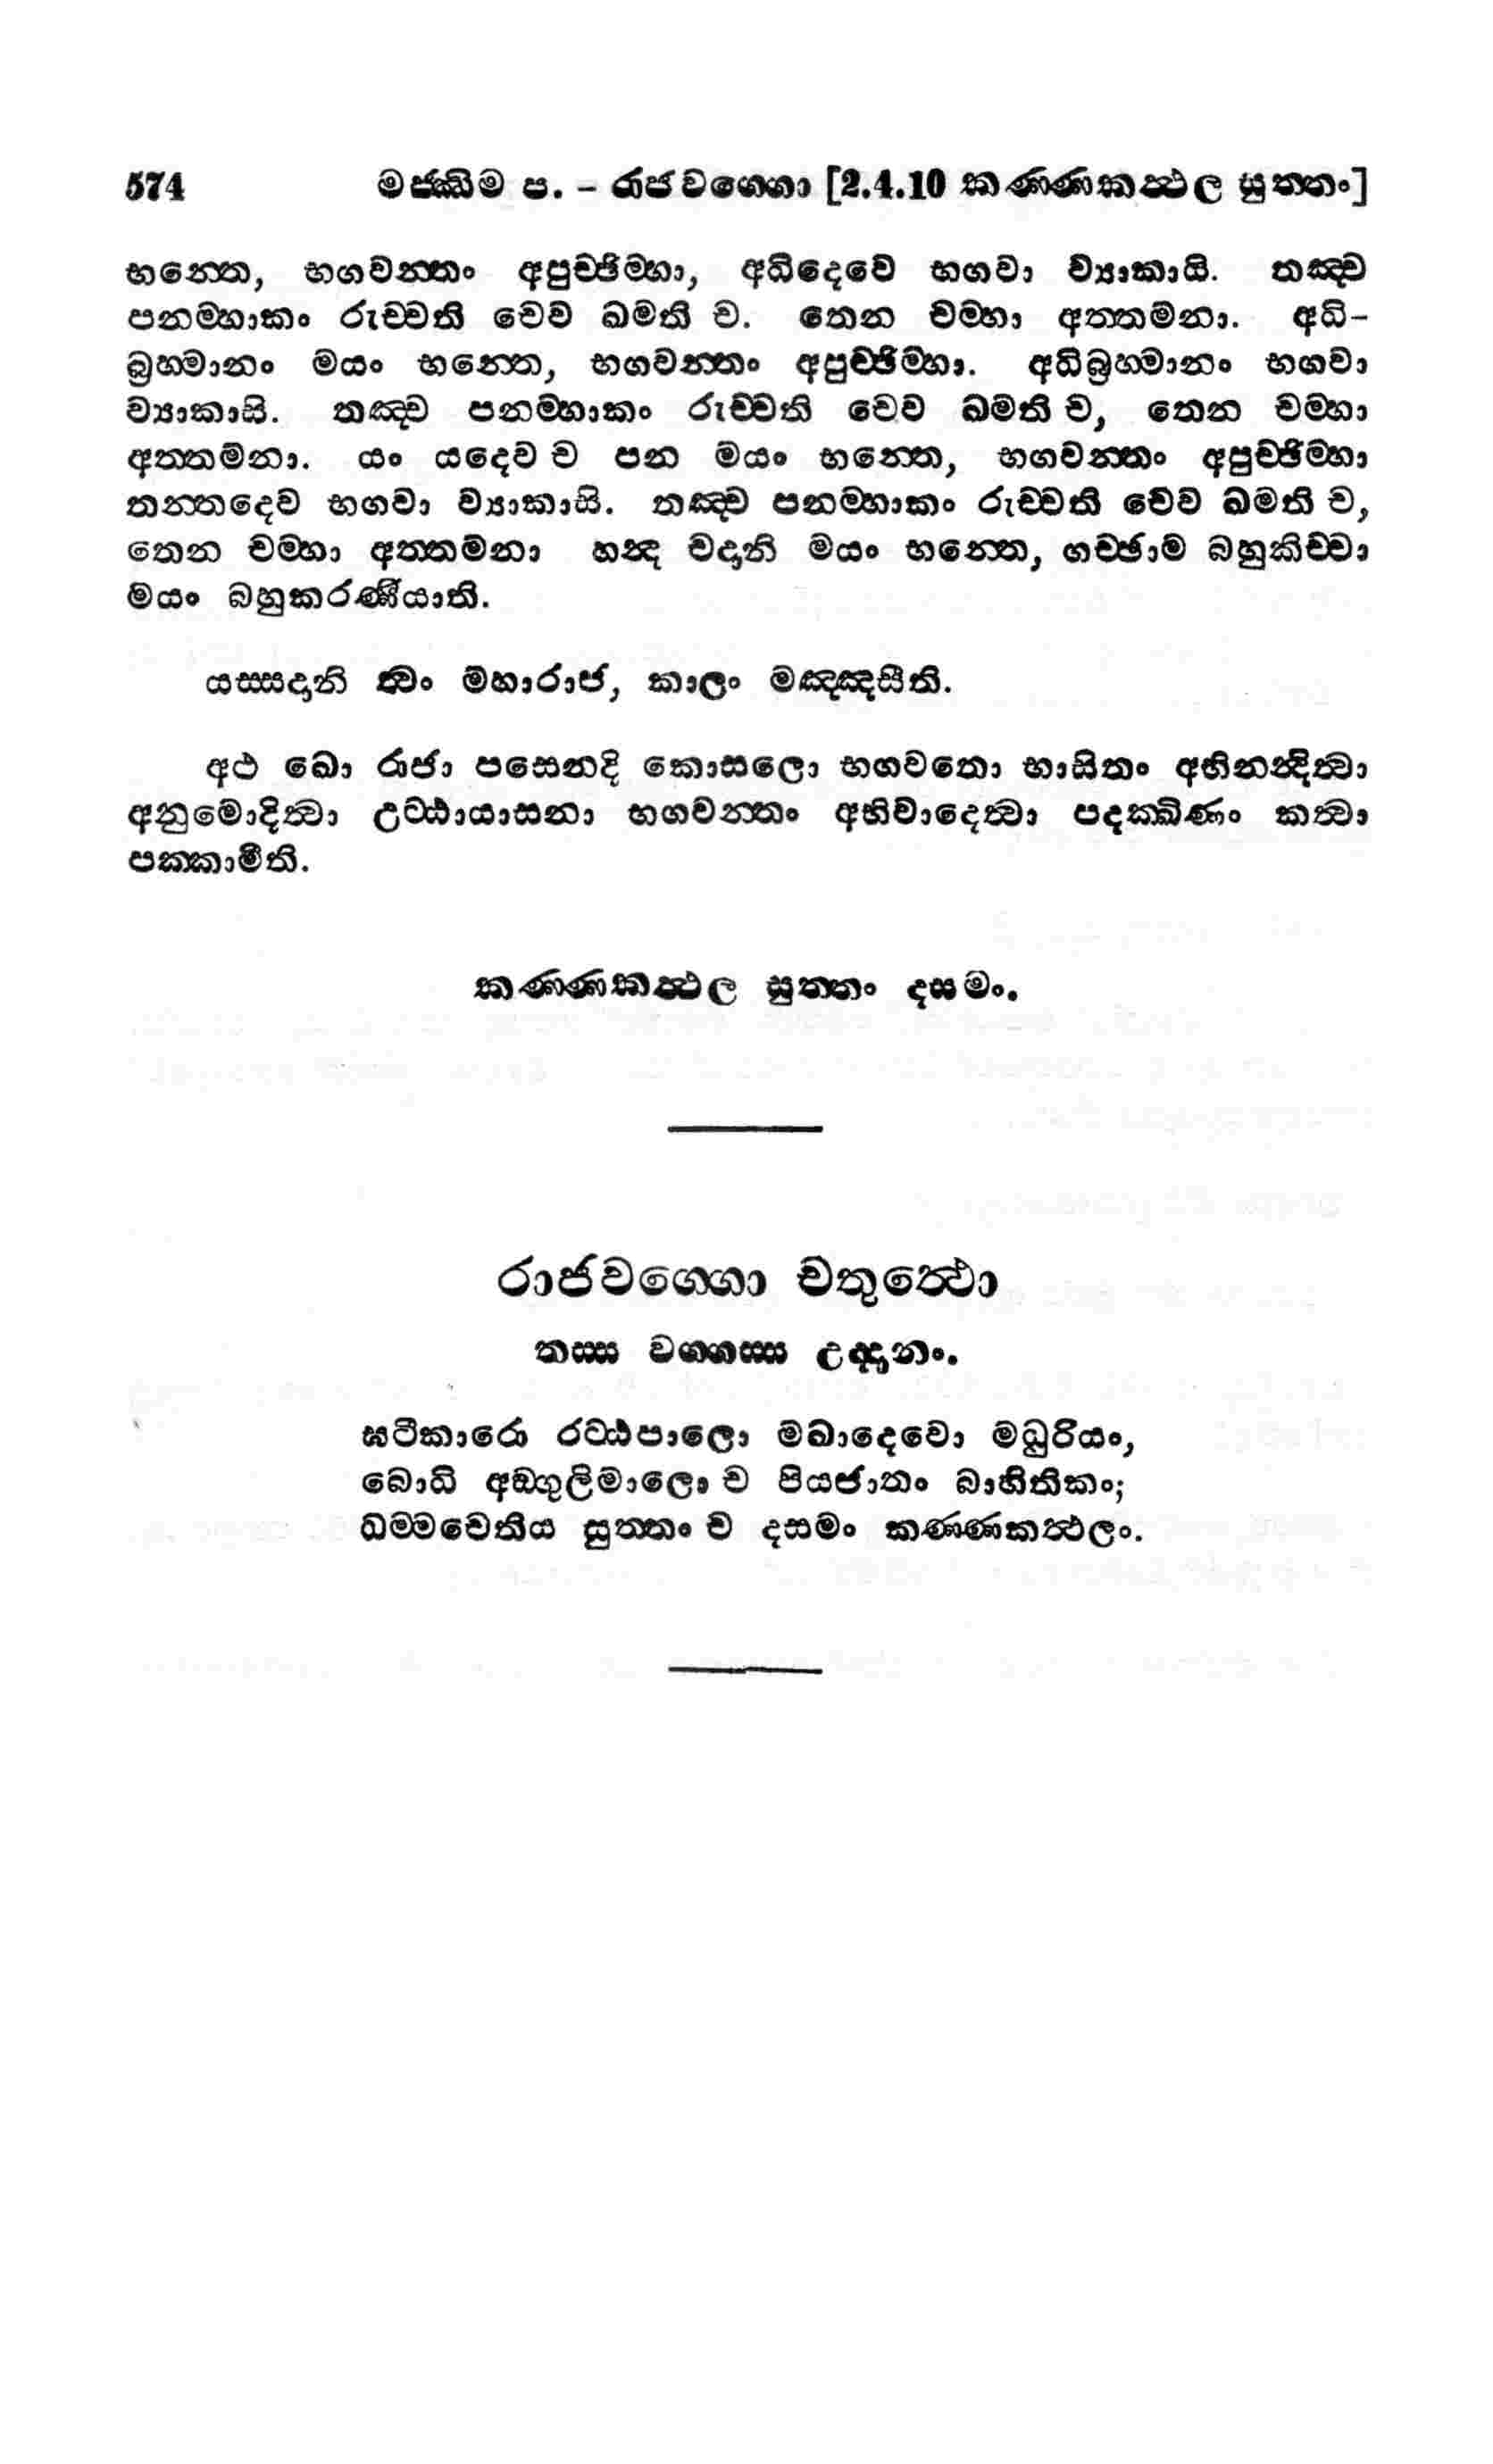 574 මජ්ඣිම ප. – රාජවග්ගො [2.4.10 කණ්ණකත්ථල සුත්තං]
භන්තෙ, භගවන්තං අපුච්ඡිම්හා, අධිදෙවෙ භගවා ව්‍යාකාසි. තඤ්ච
පනම්හාකං රුච්චති චෙව ඛමති ච. තෙන චම්හා අත්තමනා. අධි-
බ්‍රහ්මානං මයං භන්තෙ, භගවන්තං අපුච්ඡිම්හා. අධිබ්‍රහ්මානං භගවා
ව්‍යාකාසි. තඤ්ච පනම්හාකං රුච්චති චෙව ඛමති ච, තෙන චම්හා
අත්තමනා. යං යදෙව ච පන මයං භන්තෙ, භගවන්තං අපුච්ඡිම්හා
තන්තදෙව භගවා ව්‍යාකාසි. තඤ්ච පනම්හාකං රුච්චති චෙව ඛමති ච,
තෙන චම්හා අත්තමනා හන්ද චදානි මයං භන්තෙ, ගච්ඡාම බහුකිච්චා
මයං බහුකරණීයාති.
යස්සදානි ත්වං මහාරාජ, කාලං මඤ්ඤසීති.
අථ ඛො රාජා පසෙනදි කොසලො භගවතො භාසිතං අභිනන්දිත්වා
අනුමොදිත්වා උට්ඨායාසනා භගවන්තං අභිවාදෙත්වා පදක්ඛිණං කත්වා
පක්කාමීති.
කණ්ණකත්ථල සුත්තං දසමං.
රාජවග්ගො චතුත්ථො
තස්ස වග්ගස්ස උද්දානං.
ඝටීකාරො රට්ඨපාලො මඛාදෙවො මධුරියං,
බොධි අඞ්ගුලිමාලො ච පියජාතං බාහිතිකං;
ධම්මචෙතිය සුත්තං ච දසමං කණ්ණකත්ථලං.